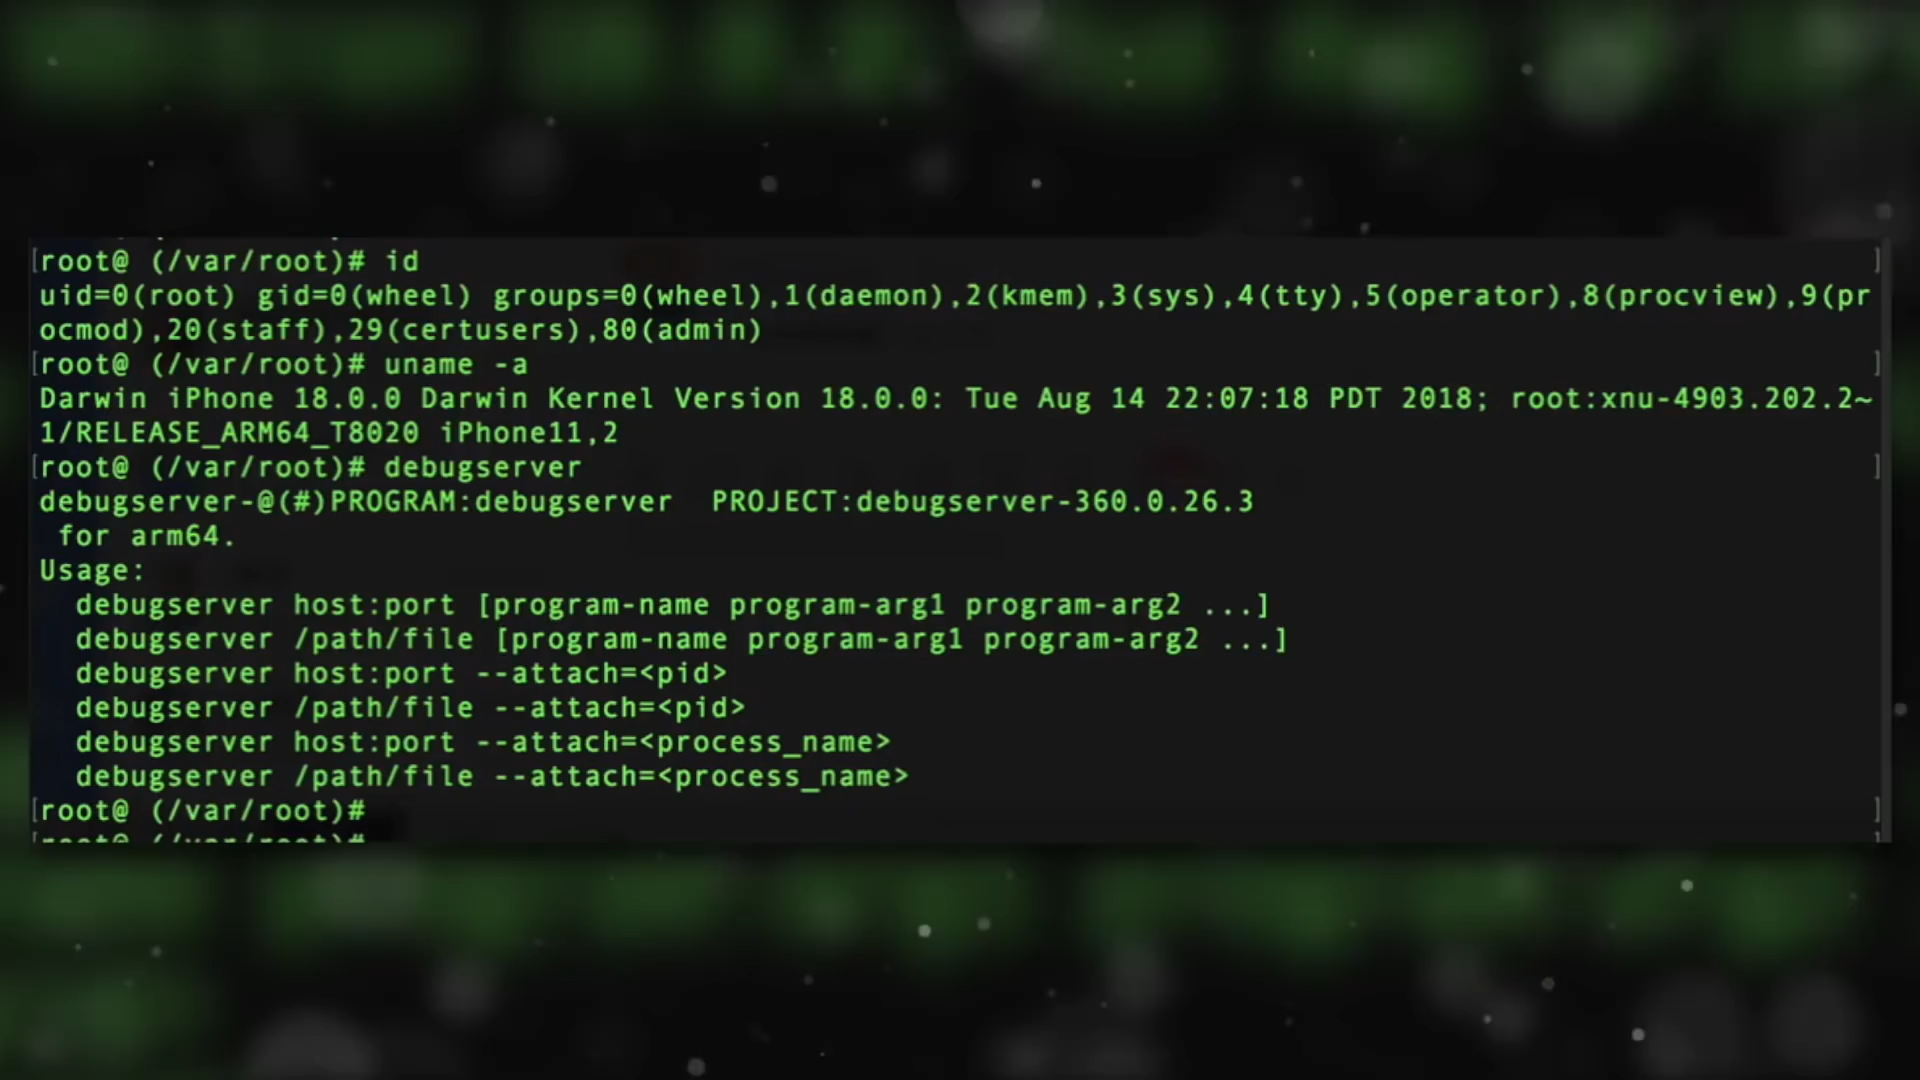 [root@ (/var/root)# id ]
uid=0(root) gid=0(wheel) groups=0(wheel),1(daemon),2(kmem),3(sys),4(tty),5(operator),8(procview),9(pr
ocmod),20(staff),29(certusers),80(admin)
[root@ (/var/root)# uname -a ]
Darwin iPhone 18.0.0 Darwin Kernel Version 18.0.0: Tue Aug 14 22:07:18 PDT 2018; root:xnu-4903.202.2~
1/RELEASE_ARM64_T8020 iPhone11,2
[root@ (/var/root)# debugserver ]
debugserver-@(#)PROGRAM:debugserver  PROJECT:debugserver-360.0.26.3
 for arm64.
Usage:
  debugserver host:port [program-name program-arg1 program-arg2 ...]
  debugserver /path/file [program-name program-arg1 program-arg2 ...]
  debugserver host:port --attach=<pid>
  debugserver /path/file --attach=<pid>
  debugserver host:port --attach=<process_name>
  debugserver /path/file --attach=<process_name>
[root@ (/var/root)# ]
[root@ (/var/root)# ]